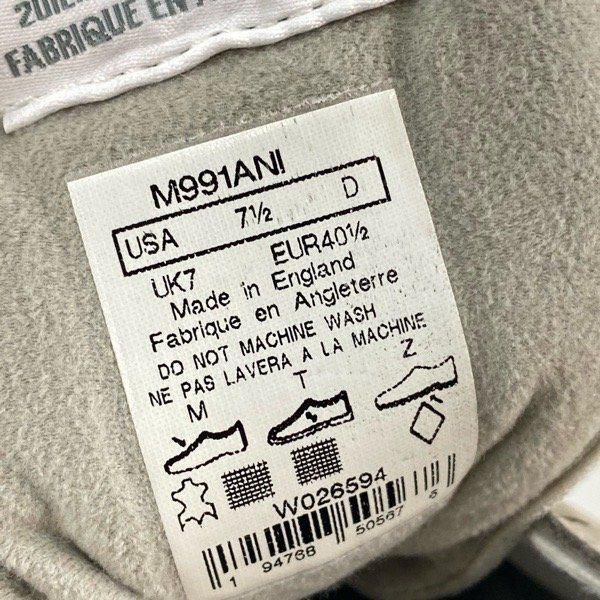 FABRIQUE EN
M991ANI
USA 7½ D
UK7 EUR40½
Made in England
Fabrique en Angleterre
DO NOT MACHINE WASH
NE PAS LAVERA A LA MACHINE
M T Z
W026594
1 94768 50567 5